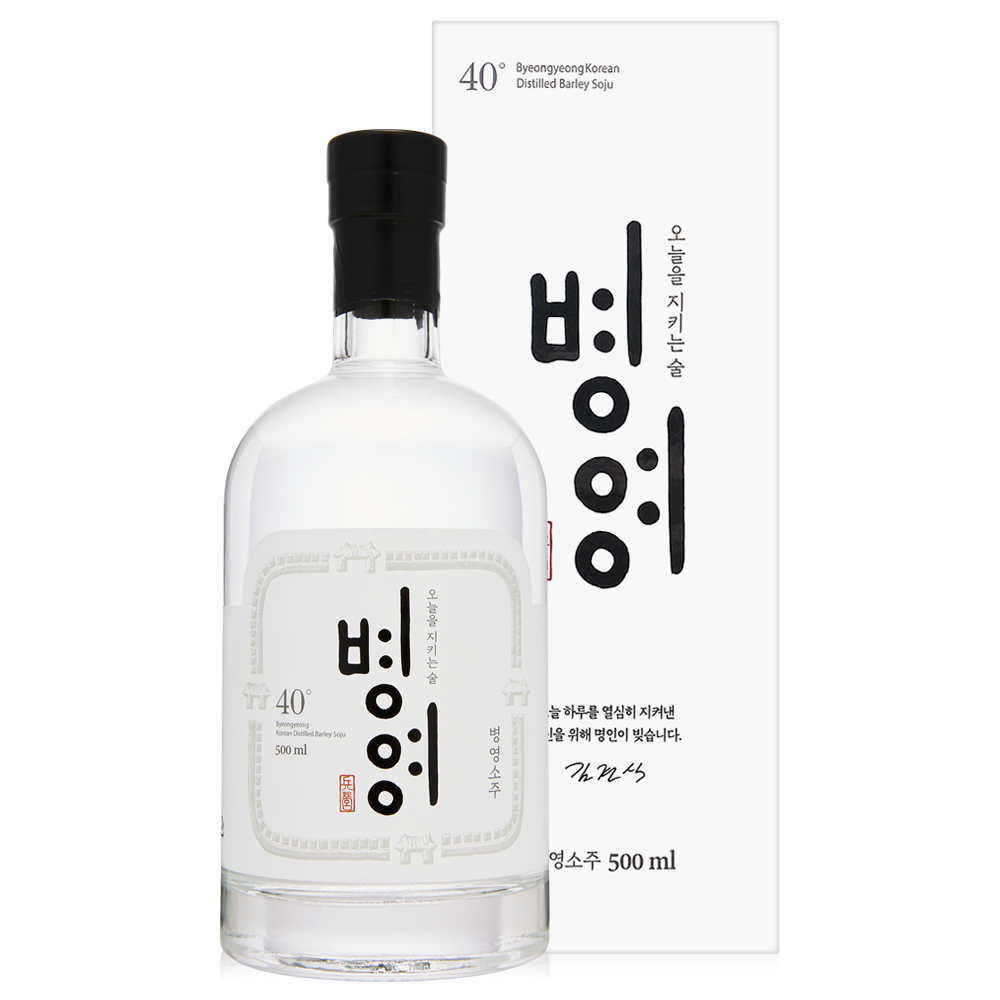 40°
Byeongyeong Korean
Distilled Barley Soju
오늘을 지키는 술
병영
하루를 열심히 지켜낸
위해 명인이 빚습니다.
영소주 500 ml
오늘을 지키는 술
병영
40°
Byeongyeong
Korean Distilled Barley Soju
500 ml
병영소주
兵營